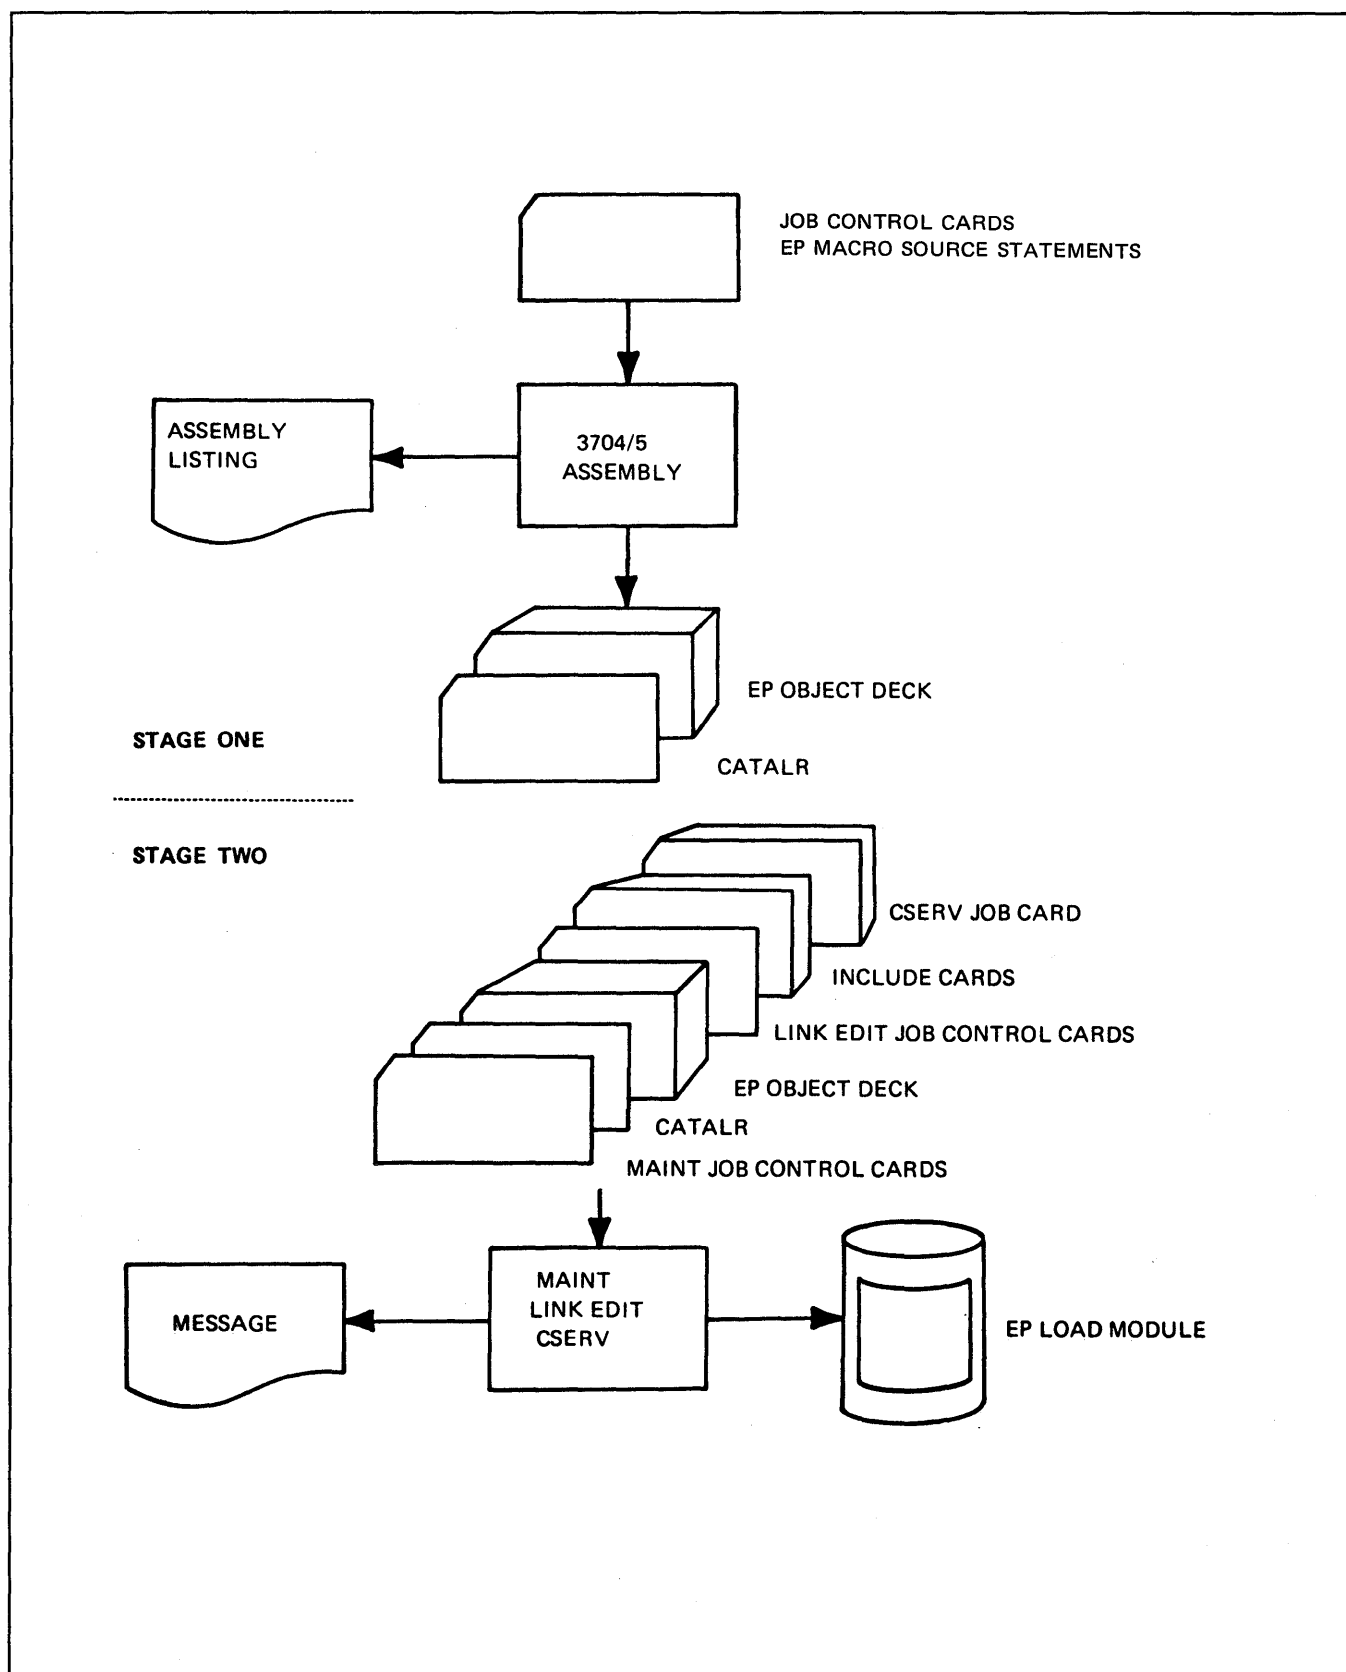 JOB CONTROL CARDS
EP MACRO SOURCE STATEMENTS
ASSEMBLY
LISTING
3704/5
ASSEMBLY
EP OBJECT DECK
STAGE ONE
CATALR
STAGE TWO
CSERV JOB CARD
INCLUDE CARDS
LINK EDIT JOB CONTROL CARDS
EP OBJECT DECK
CATALR
MAINT JOB CONTROL CARDS
MAINT
LINK EDIT
CSERV
MESSAGE
EP LOAD MODULE